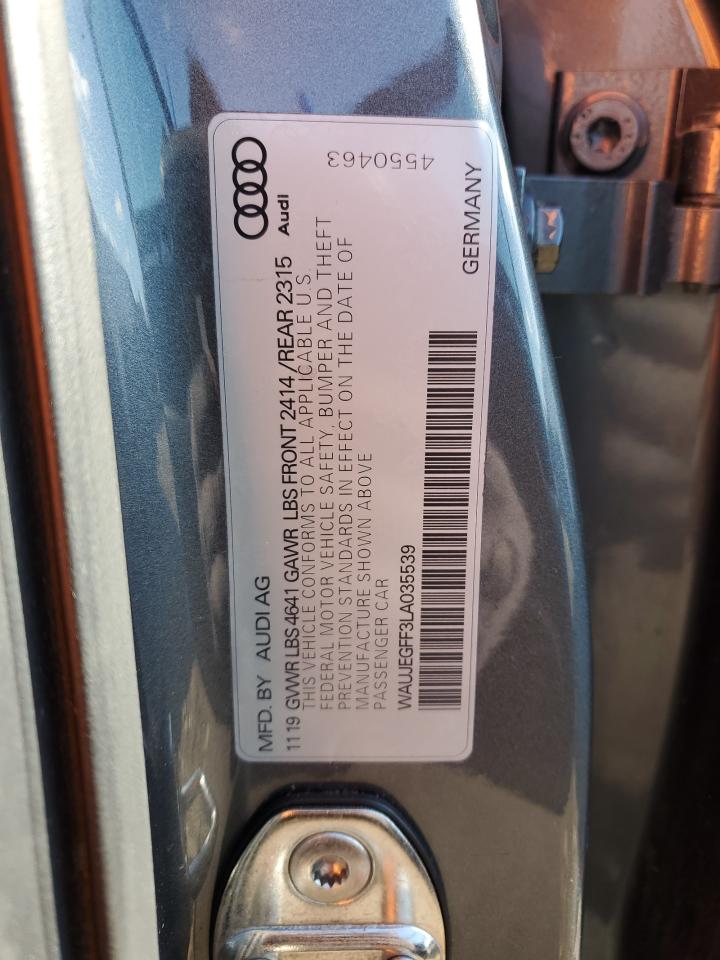 Audi
4550463
MFD. BY AUDI AG
1119 GVWR LBS 4641 GAWR LBS FRONT 2414 /REAR 2315
THIS VEHICLE CONFORMS TO ALL APPLICABLE U.S.
FEDERAL MOTOR VEHICLE SAFETY, BUMPER AND THEFT
PREVENTION STANDARDS IN EFFECT ON THE DATE OF
MANUFACTURE SHOWN ABOVE
PASSENGER CAR
WAUJEGFF3LA035539
GERMANY